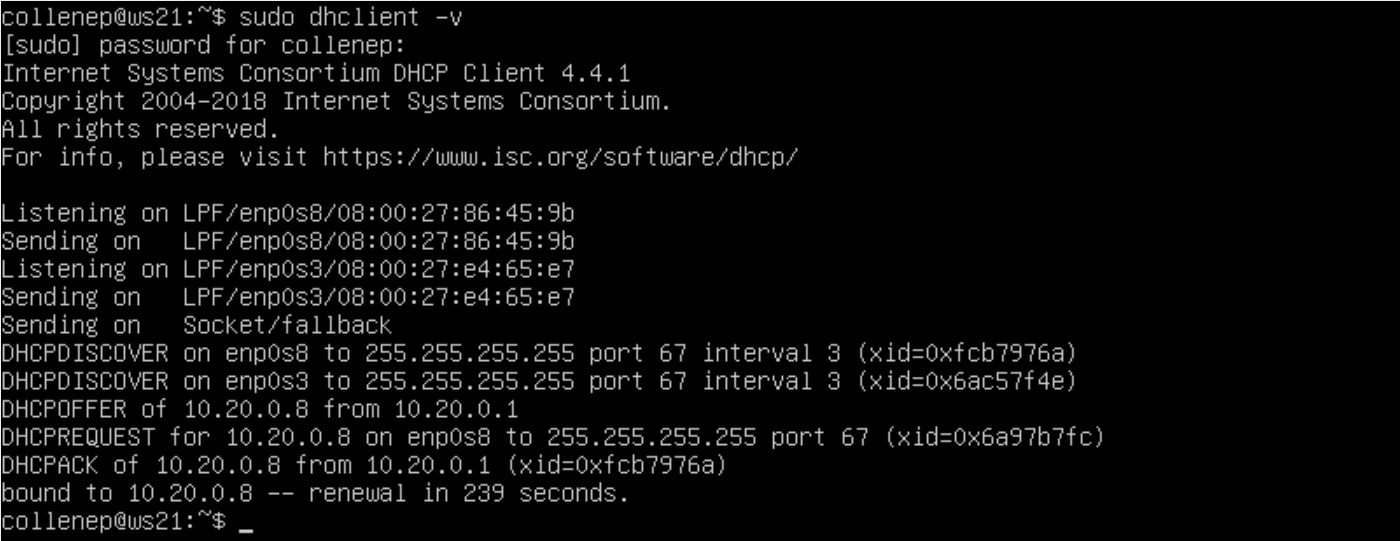 collenep@ws21:~$ sudo dhclient -v
[sudo] password for collenep:
Internet Systems Consortium DHCP Client 4.4.1
Copyright 2004-2018 Internet Systems Consortium.
All rights reserved.
For info, please visit https://www.isc.org/software/dhcp/
Listening on LPF/enp0s8/08:00:27:86:45:9b
Sending on   LPF/enp0s8/08:00:27:86:45:9b
Listening on LPF/enp0s3/08:00:27:e4:65:e7
Sending on   LPF/enp0s3/08:00:27:e4:65:e7
Sending on   Socket/fallback
DHCPDISCOVER on enp0s8 to 255.255.255.255 port 67 interval 3 (xid=0xfcb7976a)
DHCPDISCOVER on enp0s3 to 255.255.255.255 port 67 interval 3 (xid=0x6ac57f4e)
DHCPOFFER of 10.20.0.8 from 10.20.0.1
DHCPREQUEST for 10.20.0.8 on enp0s8 to 255.255.255.255 port 67 (xid=0x6a97b7fc)
DHCPACK of 10.20.0.8 from 10.20.0.1 (xid=0xfcb7976a)
bound to 10.20.0.8 -- renewal in 239 seconds.
collenep@ws21:~$ _